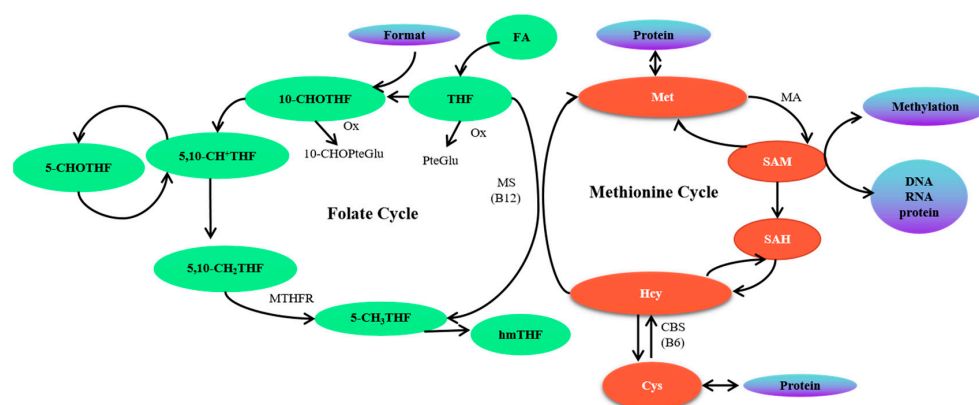 Format
FA
Protein
10-CHOTHF
THF
Met
MA
Methylation
Ox
Ox
10-CHOPteGlu
PteGlu
5-CHOTHF
5,10-CH⁺THF
SAM
MS
(B12)
Folate Cycle
Methionine Cycle
DNA
RNA
protein
SAH
5,10-CH₂THF
MTHFR
5-CH₃THF
hmTHF
Hcy
CBS
(B6)
Cys
Protein